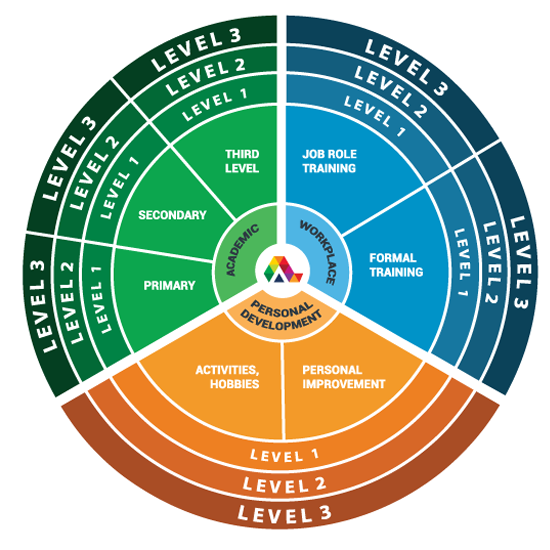 LEVEL 3
LEVEL 2
LEVEL 1
THIRD
LEVEL
LEVEL 3
LEVEL 2
LEVEL 1
SECONDARY
LEVEL 3
LEVEL 2
LEVEL 1
PRIMARY
ACADEMIC
LEVEL 3
LEVEL 2
LEVEL 1
JOB ROLE
TRAINING
WORKPLACE
FORMAL
TRAINING
LEVEL 1
LEVEL 2
LEVEL 3
PERSONAL
DEVELOPMENT
ACTIVITIES,
HOBBIES
PERSONAL
IMPROVEMENT
LEVEL 1
LEVEL 2
LEVEL 3